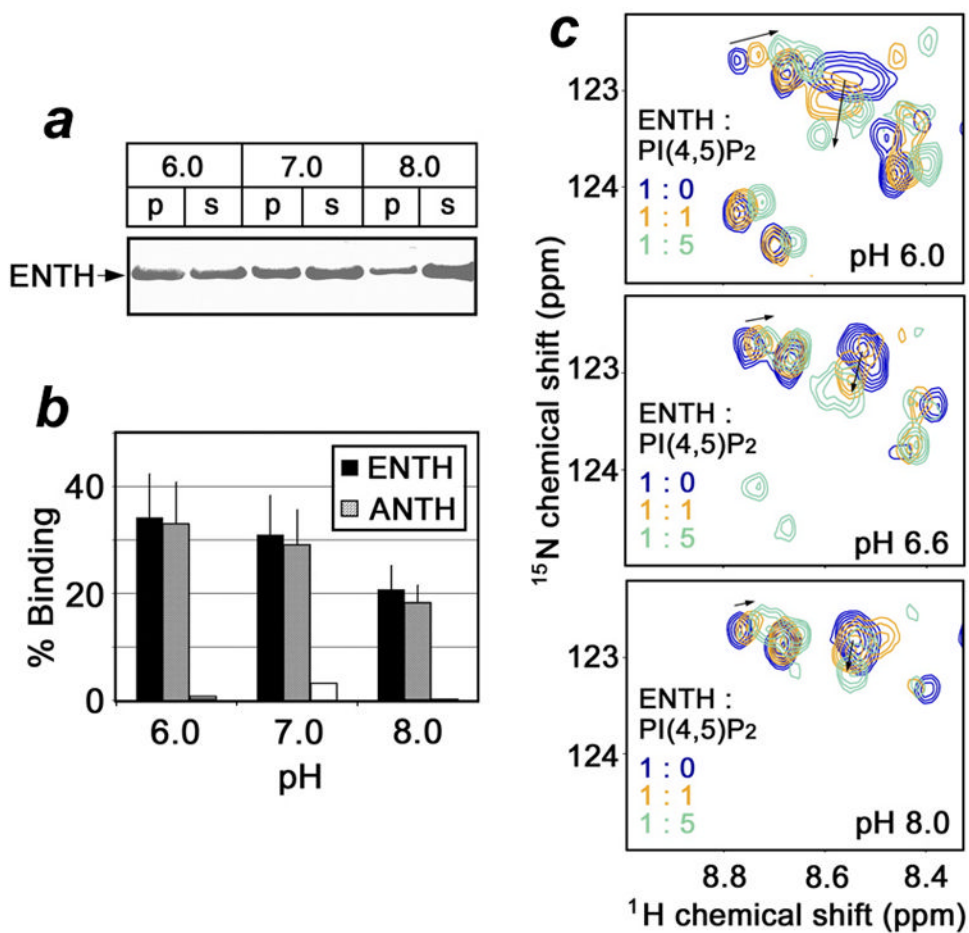 a
6.0 7.0 8.0
p s p s p s
ENTH
b
% Binding
40
20
0
ENTH
ANTH
6.0 7.0 8.0
pH
c
15N chemical shift (ppm)
123
124
ENTH :
PI(4,5)P2
1 : 0
1 : 1
1 : 5
pH 6.0
123
124
ENTH :
PI(4,5)P2
1 : 0
1 : 1
1 : 5
pH 6.6
123
124
ENTH :
PI(4,5)P2
1 : 0
1 : 1
1 : 5
pH 8.0
8.8 8.6 8.4
1H chemical shift (ppm)